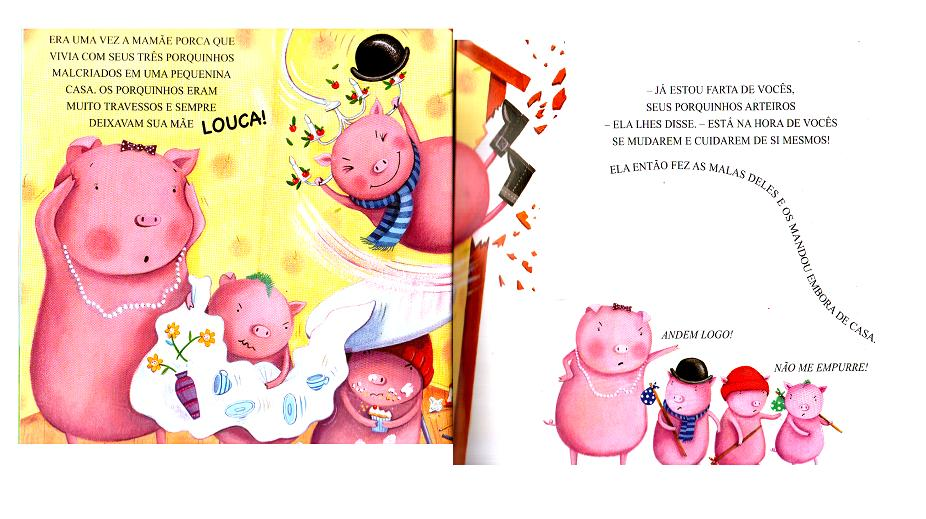 ERA UMA VEZ A MAMÃE PORCA QUE
VIVIA COM SEUS TRÊS PORQUINHOS
MALCRIADOS EM UMA PEQUENINA
CASA. OS PORQUINHOS ERAM
MUITO TRAVESSOS E SEMPRE
DEIXAVAM SUA MÃE LOUCA!
– JÁ ESTOU FARTA DE VOCÊS,
SEUS PORQUINHOS ARTEIROS
– ELA LHES DISSE. – ESTÁ NA HORA DE VOCÊS
SE MUDAREM E CUIDAREM DE SI MESMOS!
ELA ENTÃO FEZ AS MALAS DELES E OS MANDOU EMBORA DE CASA.
ANDEM LOGO!
NÃO ME EMPURRE!